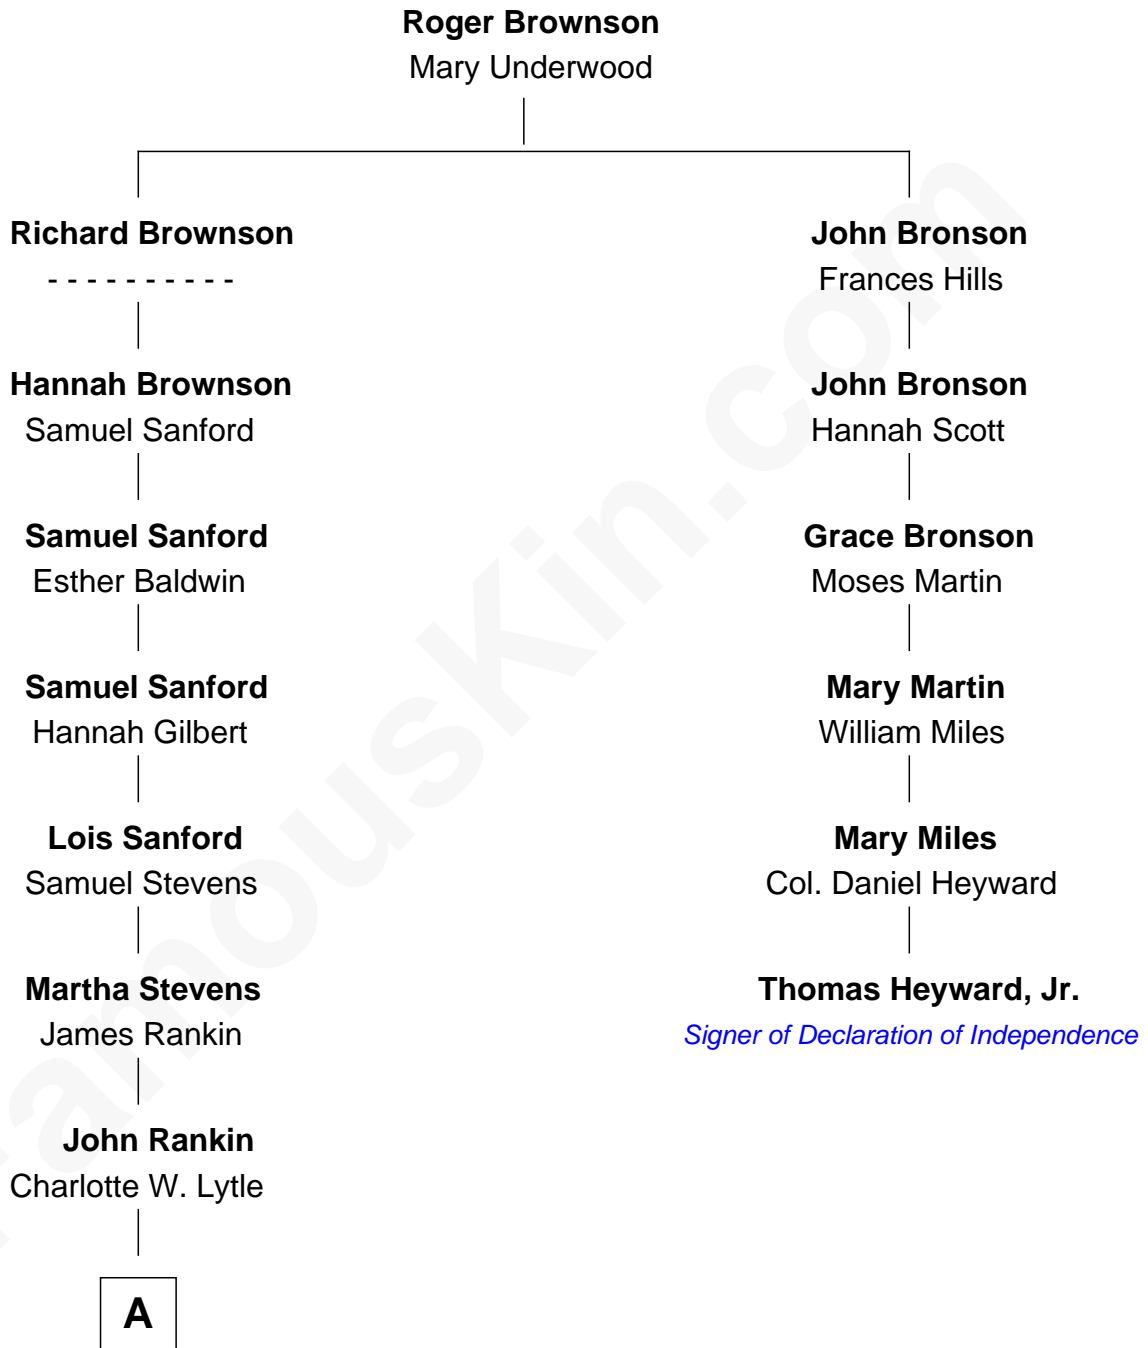 Roger Brownson
Mary Underwood
Richard Brownson
- - - - - - - - - -
John Bronson
Frances Hills
Hannah Brownson
Samuel Sanford
John Bronson
Hannah Scott
Samuel Sanford
Esther Baldwin
Grace Bronson
Moses Martin
Samuel Sanford
Hannah Gilbert
Mary Martin
William Miles
Lois Sanford
Samuel Stevens
Mary Miles
Col. Daniel Heyward
Martha Stevens
James Rankin
Thomas Heyward, Jr.
Signer of Declaration of Independence
John Rankin
Charlotte W. Lytle
A
FamousKin.com